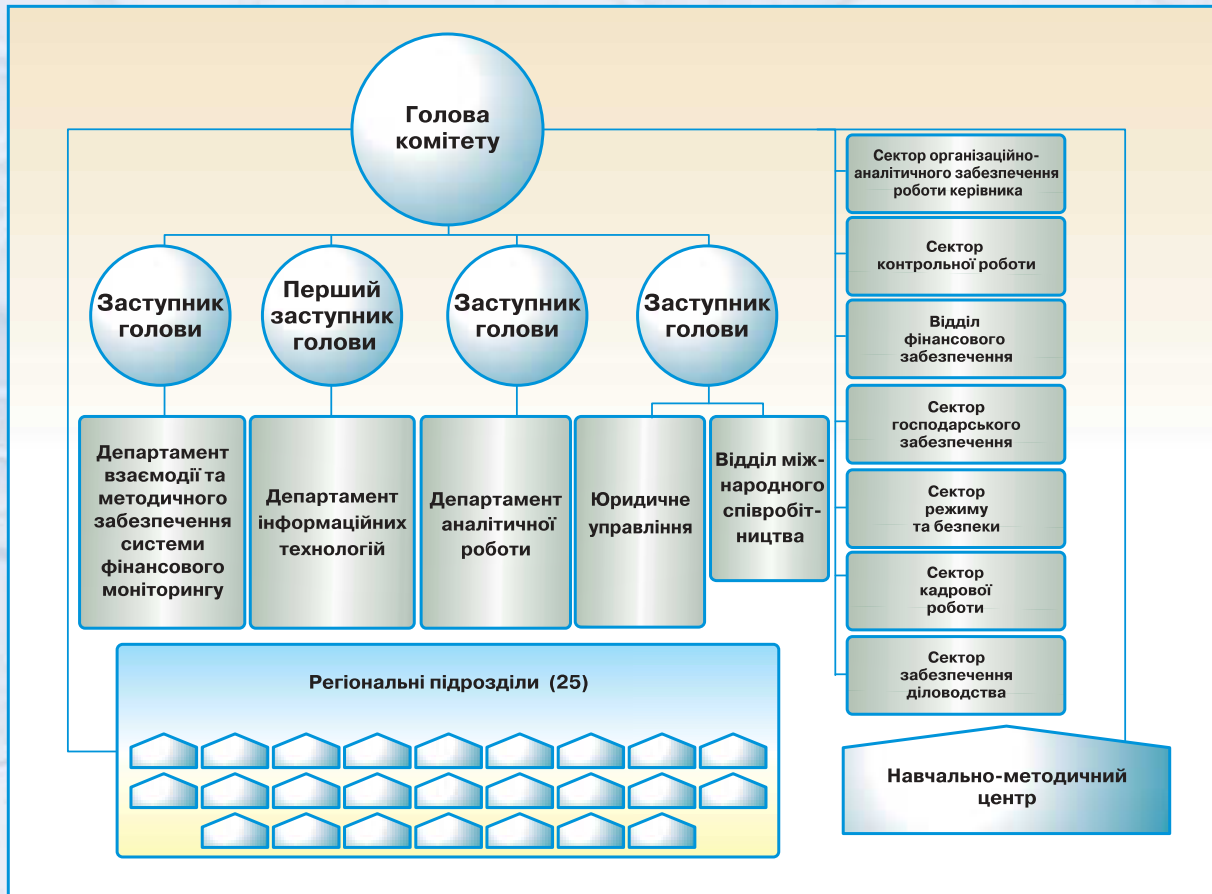 Голова
комітету
Заступник
голови
Перший
заступник
голови
Заступник
голови
Заступник
голови
Департамент
взаємодії та
методичного
забезпечення
системи
фінансового
моніторингу
Департамент
інформаційних
технологій
Департамент
аналітичної
роботи
Юридичне
управління
Відділ між-
народного
співробіт-
ництва
Сектор організаційно-
аналітичного забезпечення
роботи керівника
Сектор
контрольної роботи
Відділ
фінансового
забезпечення
Сектор
господарського
забезпечення
Сектор
режиму
та безпеки
Сектор
кадрової
роботи
Сектор
забезпечення
діловодства
Регіональні підрозділи (25)
Навчально-методичний
центр